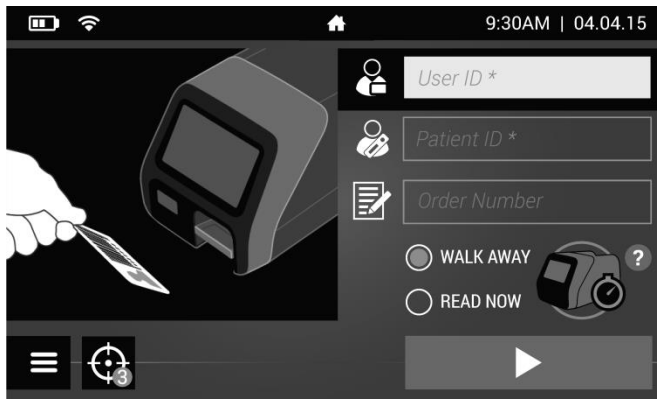 9:30AM | 04.04.15
User ID *
Patient ID *
Order Number
WALK AWAY
?
READ NOW
3